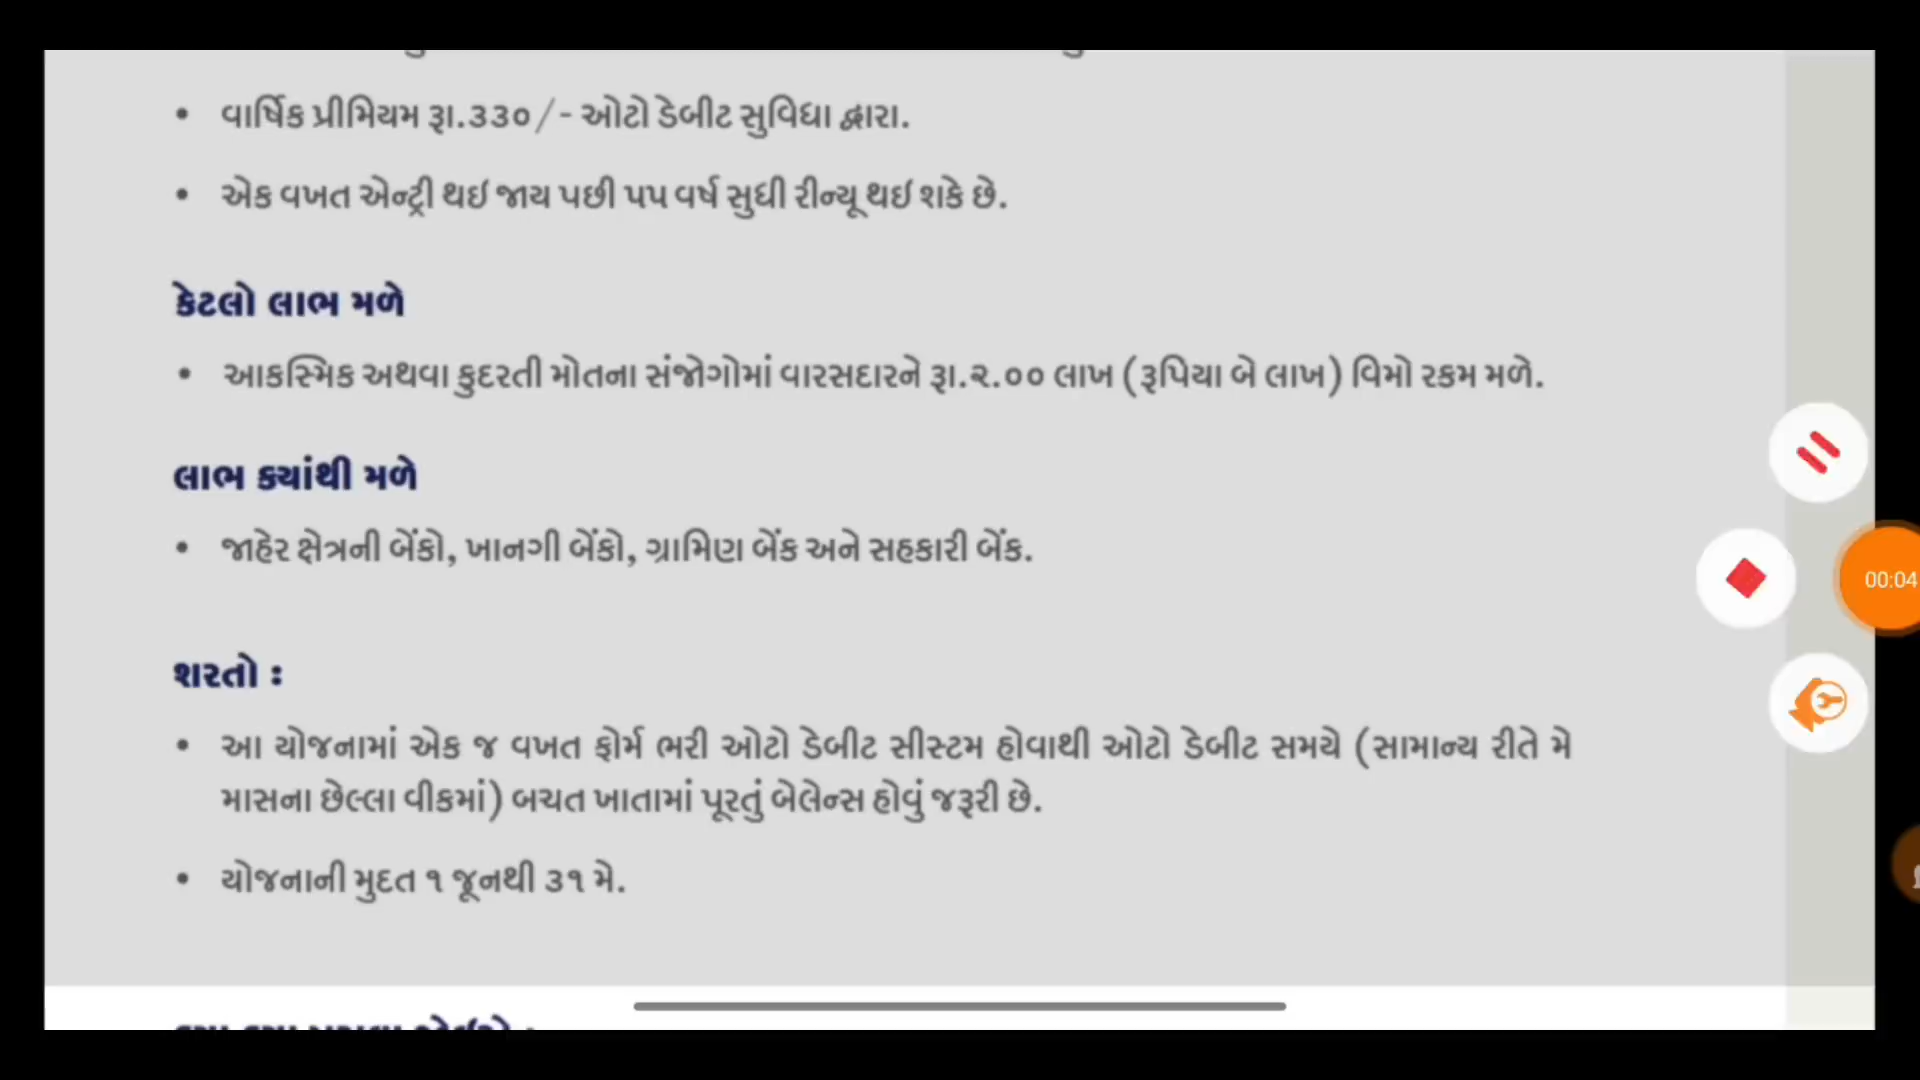 • વાર્ષિક પ્રીમિયમ રૂા.૩૩૦/- ઓટો ડેબીટ સુવિધા દ્વારા.
• એક વખત એન્ટ્રી થઈ જાય પછી ૫૫ વર્ષ સુધી રીન્યૂ થઈ શકે છે.
કેટલો લાભ મળે
• આકસ્મિક અથવા કુદરતી મોતના સંજોગોમાં વારસદારને રૂા.૨.૦૦ લાખ (રૂપિયા બે લાખ) વિમો રકમ મળે.
લાભ ક્યાંથી મળે
• જાહેર ક્ષેત્રની બેંકો, ખાનગી બેંકો, ગ્રામિણ બેંક અને સહકારી બેંક.
શરતો :
• આ યોજનામાં એક જ વખત ફોર્મ ભરી ઓટો ડેબીટ સીસ્ટમ હોવાથી ઓટો ડેબીટ સમયે (સામાન્ય રીતે મે
માસના છેલ્લા વીકમાં) બચત ખાતામાં પૂરતું બેલેન્સ હોવું જરૂરી છે.
• યોજનાની મુદત ૧ જૂનથી ૩૧ મે.
00:04